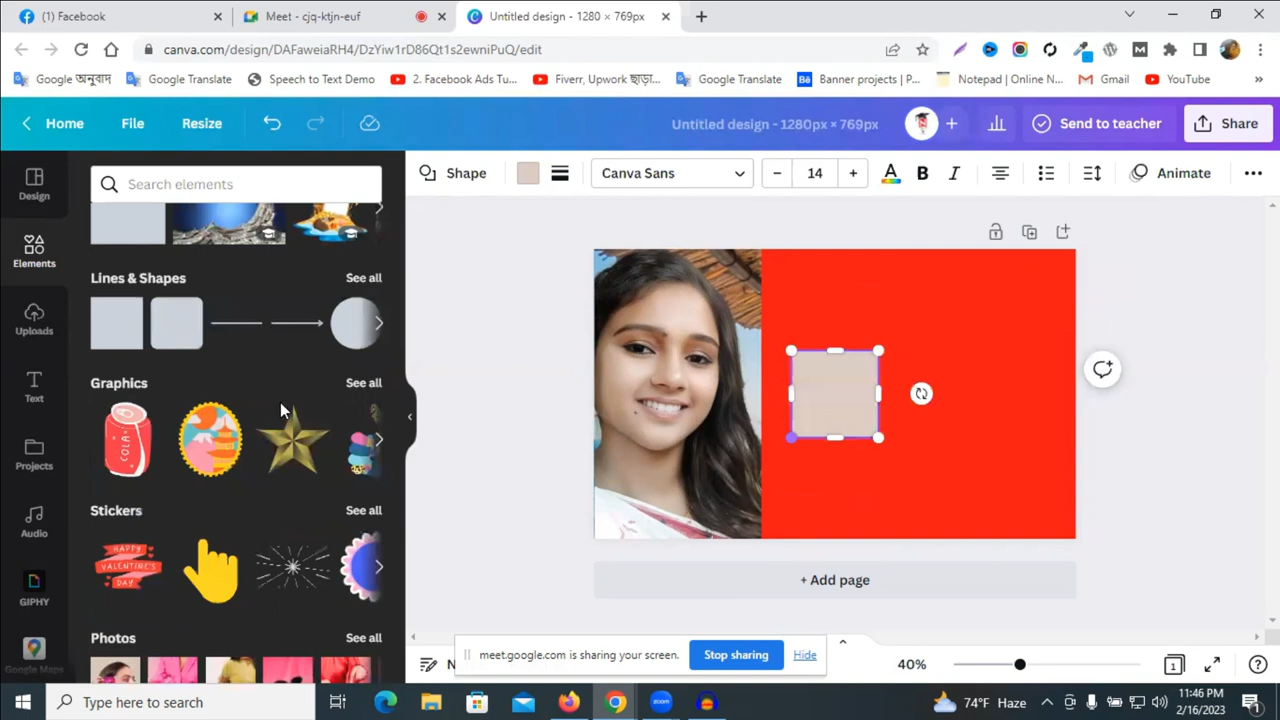 (1) Facebook
Meet - cjq-ktjn-euf
Untitled design - 1280 × 769px
canva.com/design/DAFaweiaRH4/DzYiw1rD86Qt1s2ewniPuQ/edit
Google অনুবাদ
Google Translate
Speech to Text Demo
2. Facebook Ads Tu...
Fiverr, Upwork ছাড়া...
Google Translate
Banner projects | P...
Notepad | Online N...
Gmail
YouTube
Home
File
Resize
Untitled design - 1280px × 769px
Send to teacher
Share
Design
Elements
Uploads
Text
Projects
Audio
GIPHY
Google Maps
Search elements
Lines & Shapes
See all
Graphics
See all
COLA
Stickers
See all
HAPPY
VALENTINE'S
DAY
Photos
See all
Shape
Canva Sans
14
A
B
I
Animate
+ Add page
meet.google.com is sharing your screen.
Stop sharing
Hide
N
40%
1
Type here to search
zoom
74°F Haze
11:46 PM
2/16/2023